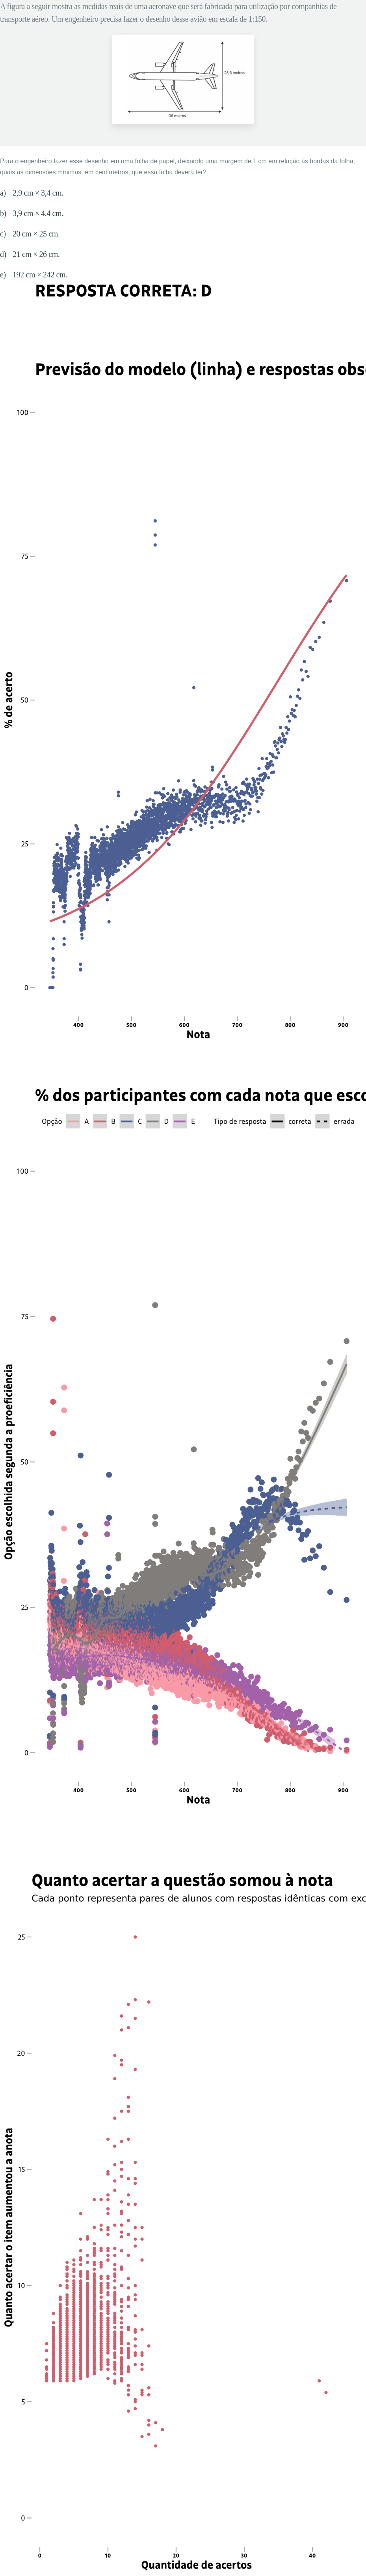 A figura a seguir mostra as medidas reais de uma aeronave que será fabricada para utilização por companhias de
transporte aéreo. Um engenheiro precisa fazer o desenho desse avião em escala de 1:150.
28,5 metros
36 metros
Para o engenheiro fazer esse desenho em uma folha de papel, deixando uma margem de 1 cm em relação às bordas da folha,
quais as dimensões mínimas, em centímetros, que essa folha deverá ter?
a) 2,9 cm × 3,4 cm.
b) 3,9 cm × 4,4 cm.
c) 20 cm × 25 cm.
d) 21 cm × 26 cm.
e) 192 cm × 242 cm.
RESPOSTA CORRETA: D
Previsão do modelo (linha) e respostas obs
100
75
50
25
0
% de acerto
400 500 600 700 800 900
Nota
% dos participantes com cada nota que esco
Opção A B C D E Tipo de resposta correta errada
100
75
50
25
0
Opção escolhida segunda a proeficiência
400 500 600 700 800 900
Nota
Quanto acertar a questão somou à nota
Cada ponto representa pares de alunos com respostas idênticas com exc
25
20
15
10
5
0
Quanto acertar o item aumentou a anota
0 10 20 30 40
Quantidade de acertos